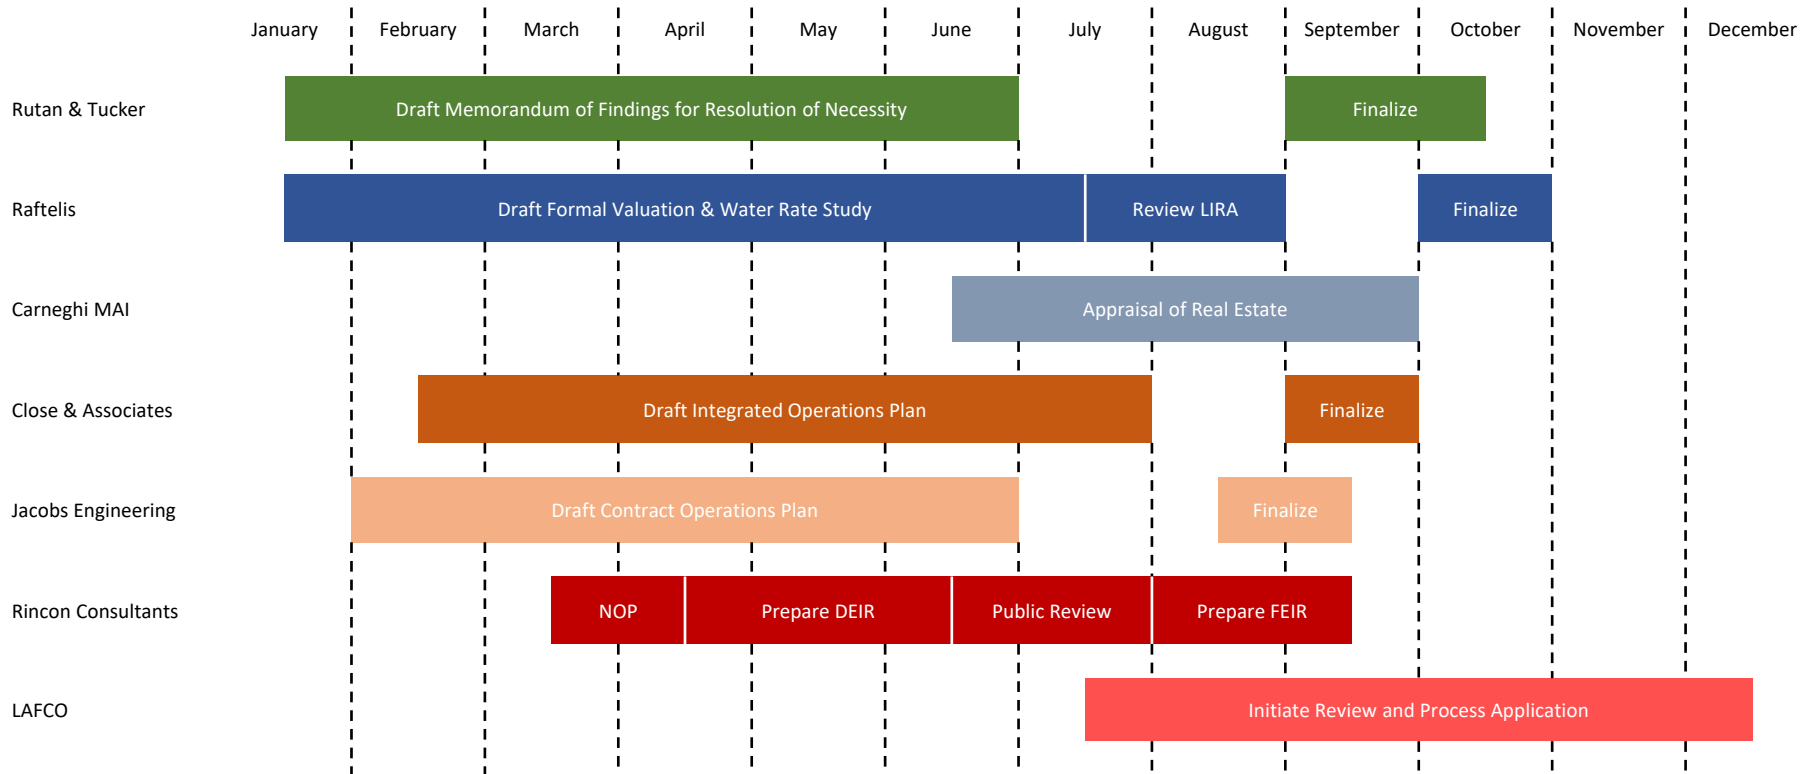 January February March April May June July August September October November December
Rutan & Tucker Draft Memorandum of Findings for Resolution of Necessity Finalize
Raftelis Draft Formal Valuation & Water Rate Study Review LIRA Finalize
Carneghi MAI Appraisal of Real Estate
Close & Associates Draft Integrated Operations Plan Finalize
Jacobs Engineering Draft Contract Operations Plan Finalize
Rincon Consultants NOP Prepare DEIR Public Review Prepare FEIR
LAFCO Initiate Review and Process Application